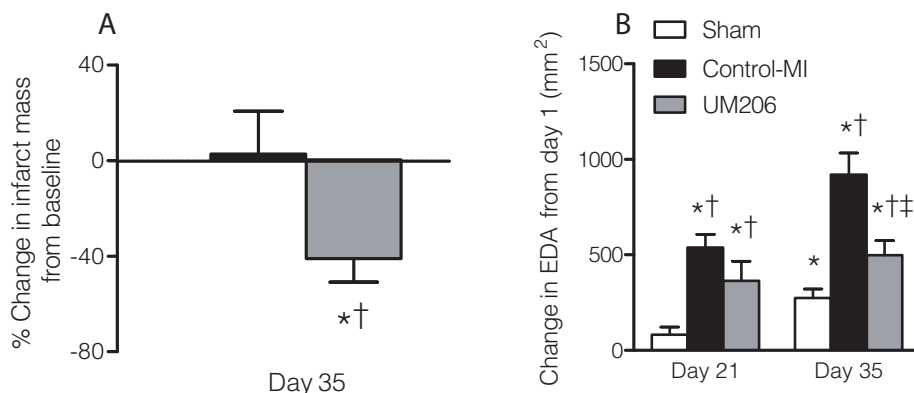 A
% Change in infarct mass
from baseline
40
0
-40
-80
*†
Day 35
B
Change in EDA from day 1 (mm²)
Sham
Control-MI
UM206
1500
1000
500
0
*†
*†
*
*†
*†‡
Day 21
Day 35